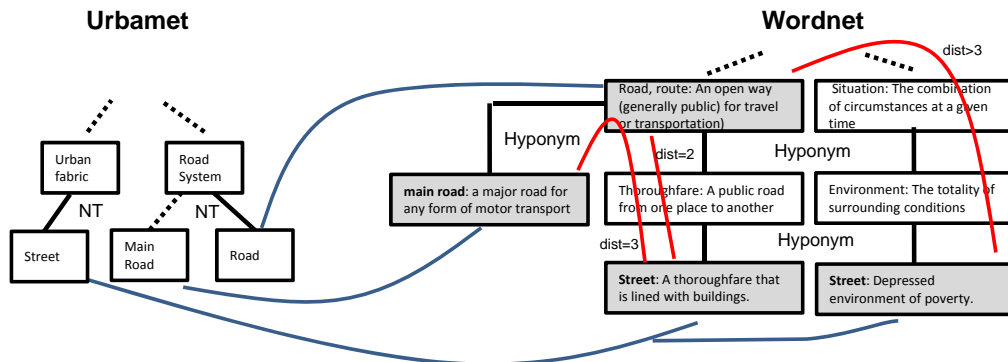 Urbamet
Wordnet
dist>3
Road, route: An open way
(generally public) for travel
or transportation)
Situation: The combination
of circumstances at a given
time
Hyponym
dist=2
Hyponym
Urban
fabric
Road
System
main road: a major road for
any form of motor transport
Thoroughfare: A public road
from one place to another
Environment: The totality of
surrounding conditions
NT
NT
Street
Main
Road
Road
dist=3
Hyponym
Street: A thoroughfare that
is lined with buildings.
Street: Depressed
environment of poverty.